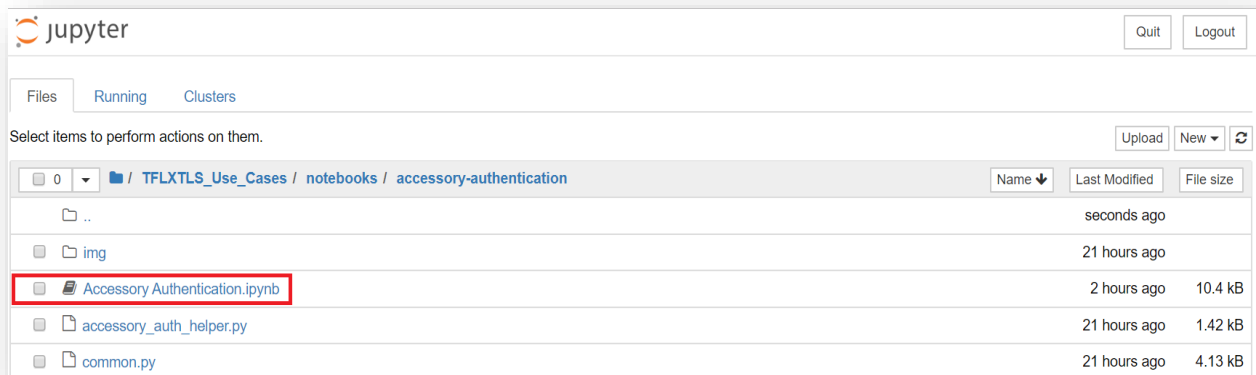 jupyter
Quit Logout
Files Running Clusters
Select items to perform actions on them.
Upload New
0 / TFLXTLS_Use_Cases / notebooks / accessory-authentication Name Last Modified File size
.. seconds ago
img 21 hours ago
Accessory Authentication.ipynb 2 hours ago 10.4 kB
accessory_auth_helper.py 21 hours ago 1.42 kB
common.py 21 hours ago 4.13 kB